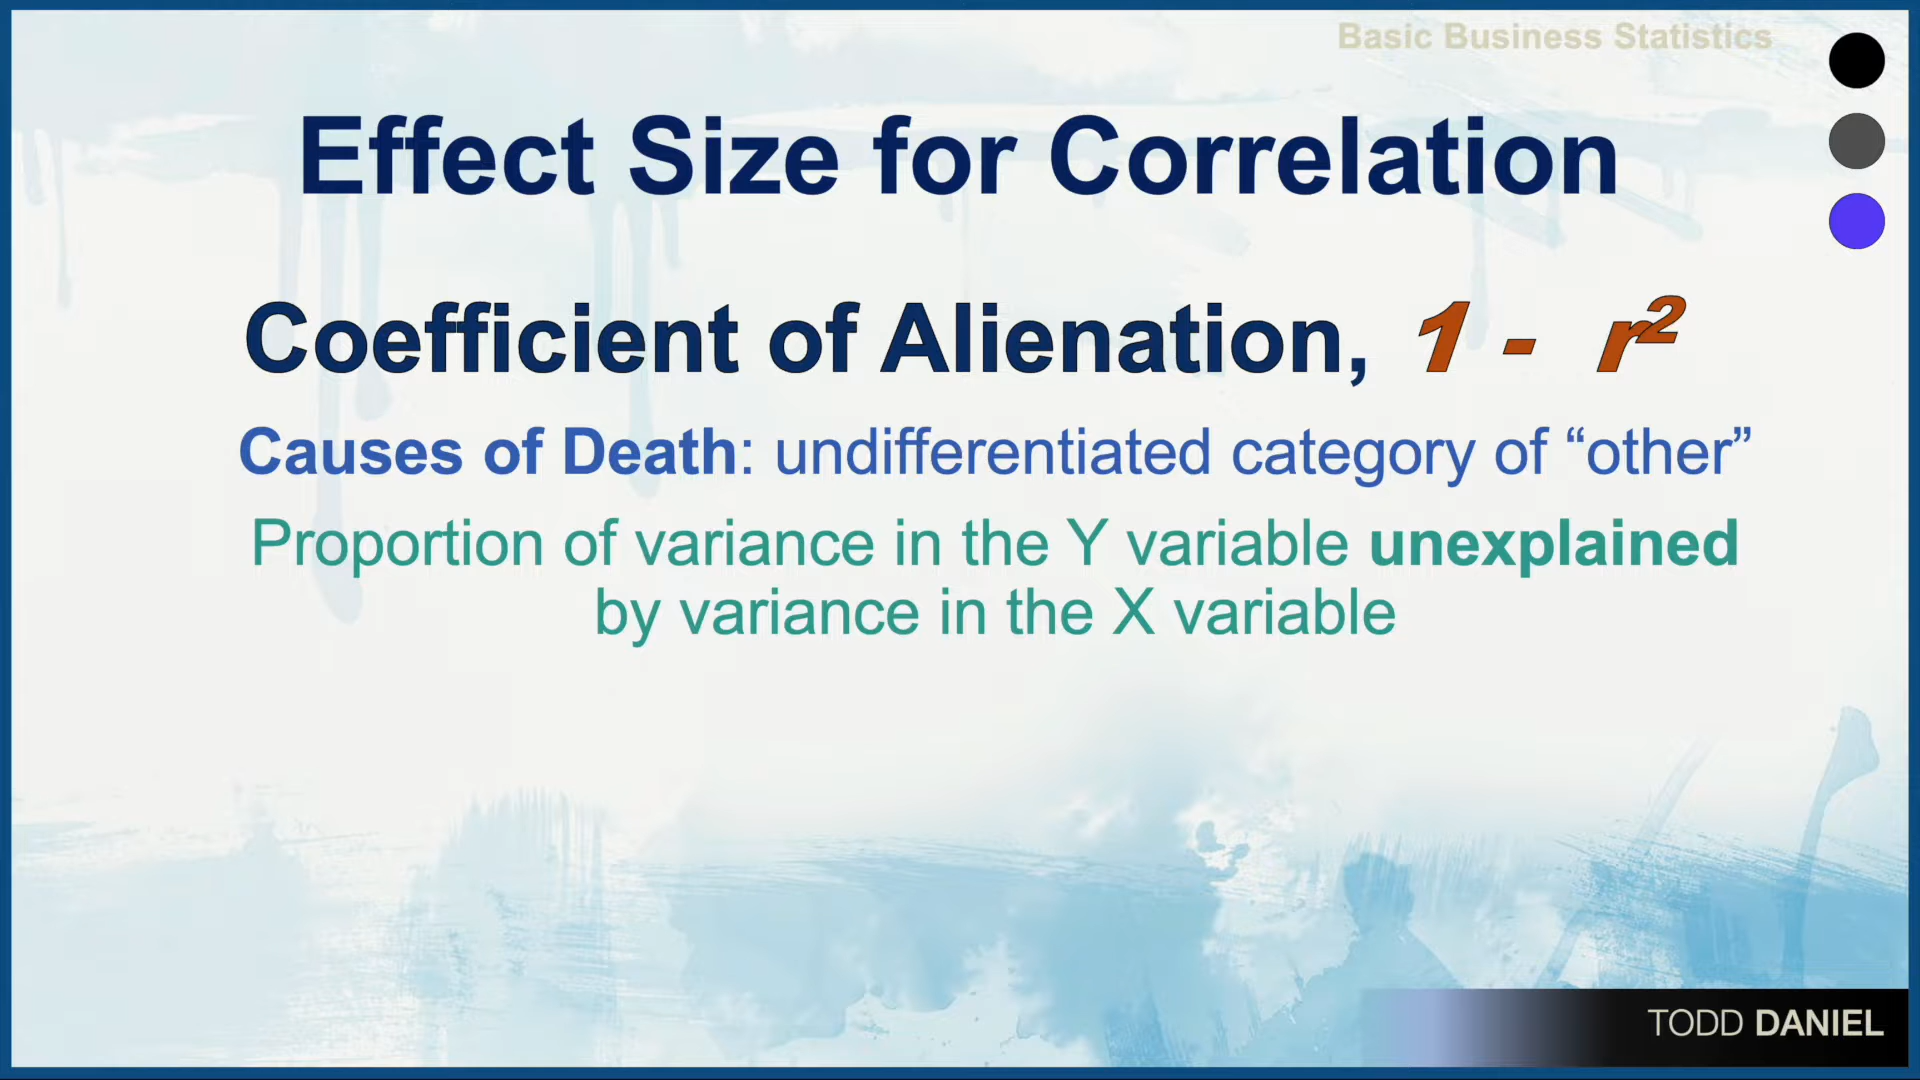 Basic Business Statistics
Effect Size for Correlation
Coefficient of Alienation, 1 - r²
Causes of Death: undifferentiated category of “other”
Proportion of variance in the Y variable unexplained
by variance in the X variable
TODD DANIEL